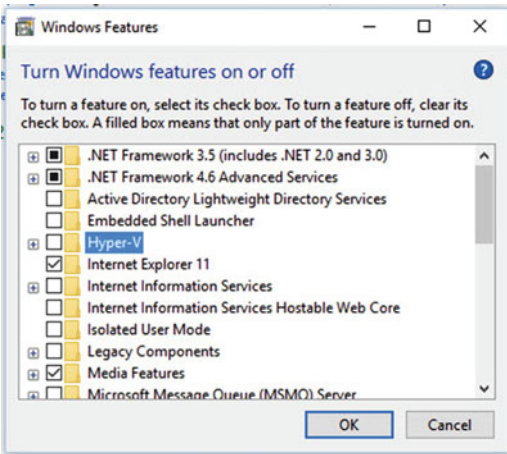 Windows Features
Turn Windows features on or off
To turn a feature on, select its check box. To turn a feature off, clear its
check box. A filled box means that only part of the feature is turned on.
.NET Framework 3.5 (includes .NET 2.0 and 3.0)
.NET Framework 4.6 Advanced Services
Active Directory Lightweight Directory Services
Embedded Shell Launcher
Hyper-V
Internet Explorer 11
Internet Information Services
Internet Information Services Hostable Web Core
Isolated User Mode
Legacy Components
Media Features
Microsoft Message Queue (MSMQ) Server
OK Cancel